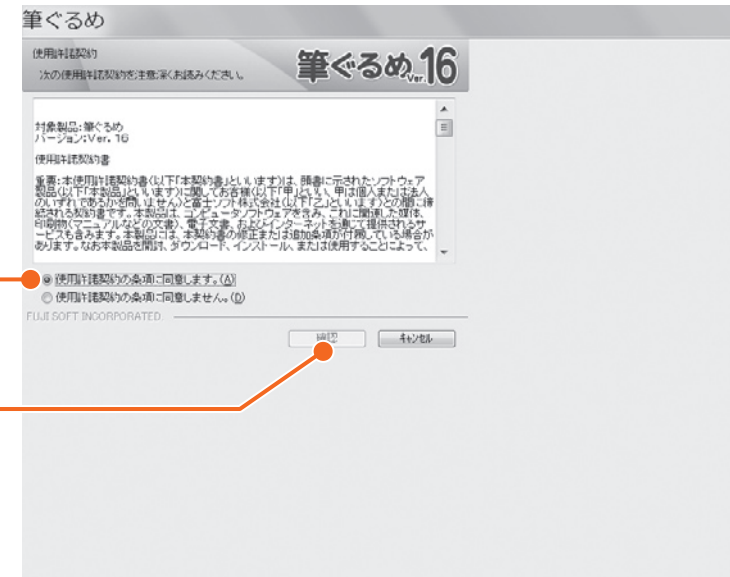 筆ぐるめ
使用許諾契約
次の使用許諾契約を注意深くお読みください。
筆ぐるめ Ver. 16
対象製品:筆ぐるめ
バージョン:Ver. 16
使用許諾契約書
重要:本使用許諾契約書(以下「本契約書」といいます)は、頭書に示されたソフトウェア
製品(以下「本製品」といいます)に関してお客様(以下「甲」といい、甲は個人または法人
のいずれであるかを問いません)と富士ソフト株式会社(以下「乙」といいます)との間に締
結される契約書です。本製品は、コンピュータソフトウェアを含み、これに関連した媒体、
印刷物(マニュアルなどの文書)、電子文書、およびインターネットを通じて提供されるサ
ービスも含みます。本製品には、本契約書の修正または追加条項が付属している場合が
あります。なお本製品を開封、ダウンロード、インストール、または使用することによって、
使用許諾契約の条項に同意します。(A)
使用許諾契約の条項に同意しません。(D)
FUJI SOFT INCORPORATED.
確認 キャンセル